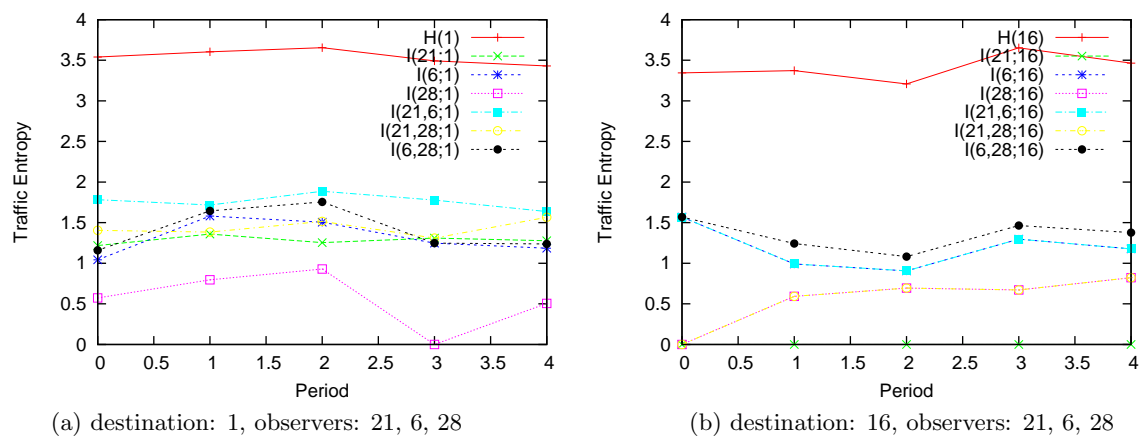 4
3.5
3
2.5
2
1.5
1
0.5
0
Traffic Entropy
H(1)
I(21;1)
I(6;1)
I(28;1)
I(21,6;1)
I(21,28;1)
I(6,28;1)
0 0.5 1 1.5 2 2.5 3 3.5 4
Period
(a) destination: 1, observers: 21, 6, 28
4
3.5
3
2.5
2
1.5
1
0.5
0
Traffic Entropy
H(16)
I(21;16)
I(6;16)
I(28;16)
I(21,6;16)
I(21,28;16)
I(6,28;16)
0 0.5 1 1.5 2 2.5 3 3.5 4
Period
(b) destination: 16, observers: 21, 6, 28